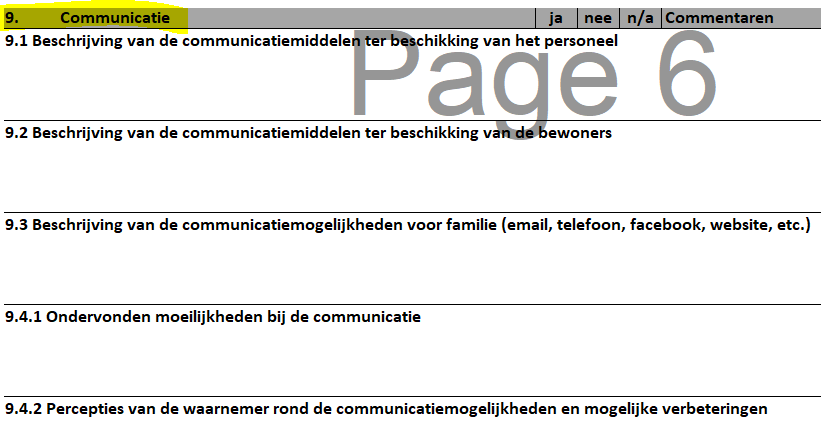 9. Communicatie ja nee n/a Commentaren
9.1 Beschrijving van de communicatiemiddelen ter beschikking van het personeel
Page 6
9.2 Beschrijving van de communicatiemiddelen ter beschikking van de bewoners
9.3 Beschrijving van de communicatiemogelijkheden voor familie (email, telefoon, facebook, website, etc.)
9.4.1 Ondervonden moeilijkheden bij de communicatie
9.4.2 Percepties van de waarnemer rond de communicatiemogelijkheden en mogelijke verbeteringen